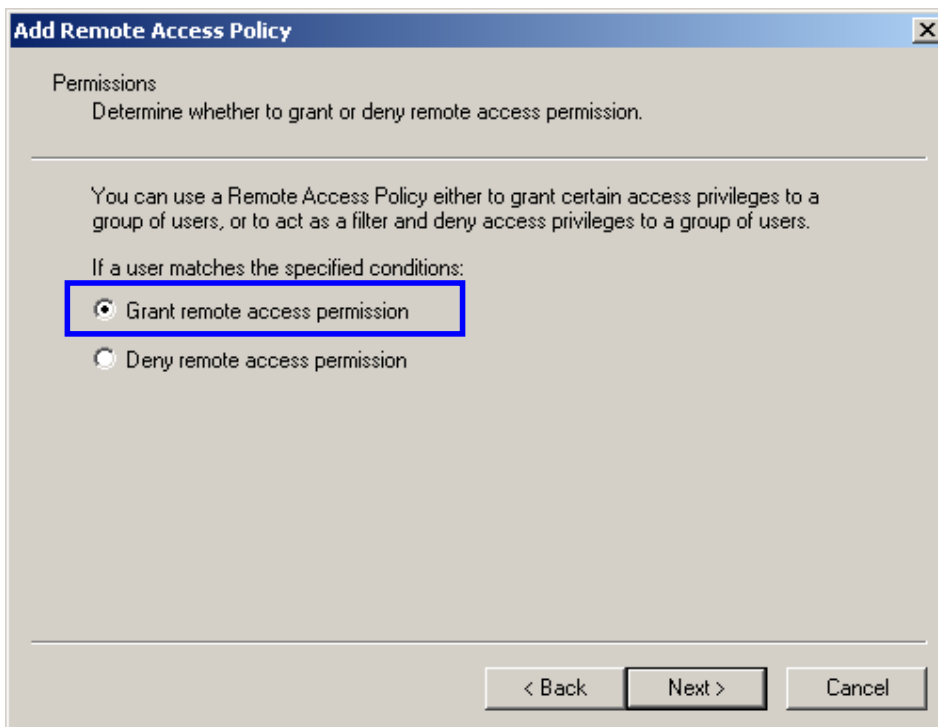 Add Remote Access Policy
Permissions
Determine whether to grant or deny remote access permission.
You can use a Remote Access Policy either to grant certain access privileges to a
group of users, or to act as a filter and deny access privileges to a group of users.
If a user matches the specified conditions:
Grant remote access permission
Deny remote access permission
< Back Next > Cancel